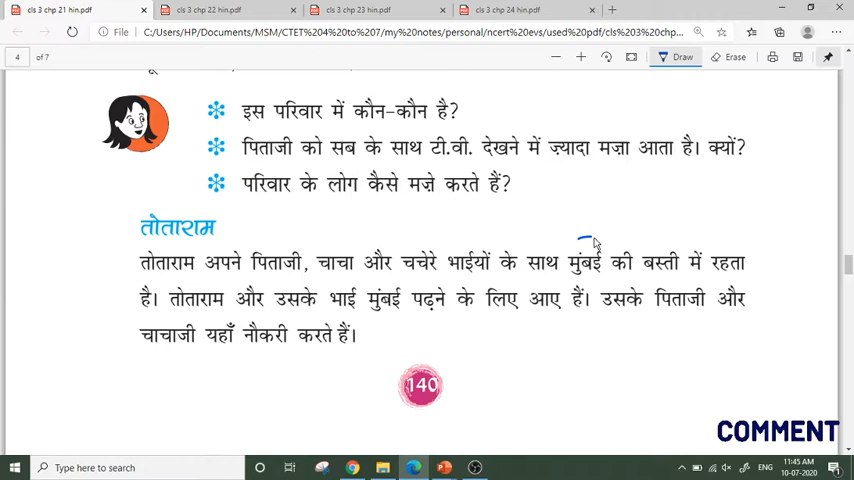 cls 3 chp 21 hin.pdf
cls 3 chp 22 hin.pdf
cls 3 chp 23 hin.pdf
cls 3 chp 24 hin.pdf
File
C:/Users/HP/Documents/MSM/CTET%204%20to%207/my%20notes/personal/ncert%20evs/used%20pdf/cls%203%20chp...
4 of 7
Draw
Erase
इस परिवार में कौन-कौन है?
पिताजी को सब के साथ टी.वी. देखने में ज़्यादा मज़ा आता है। क्यों?
परिवार के लोग कैसे मज़े करते हैं?
तोताराम
तोताराम अपने पिताजी, चाचा और चचेरे भाईयों के साथ मुंबई की बस्ती में रहता
है। तोताराम और उसके भाई मुंबई पढ़ने के लिए आए हैं। उसके पिताजी और
चाचाजी यहाँ नौकरी करते हैं।
140
COMMENT
Type here to search
ENG
11:45 AM
10-07-2020